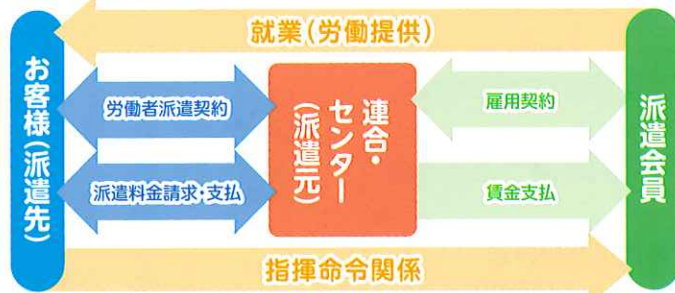 就業(労働提供)
お客様(派遣先)
労働者派遣契約
派遣料金請求・支払
連合・
センター
(派遣元)
雇用契約
賃金支払
派遣会員
指揮命令関係